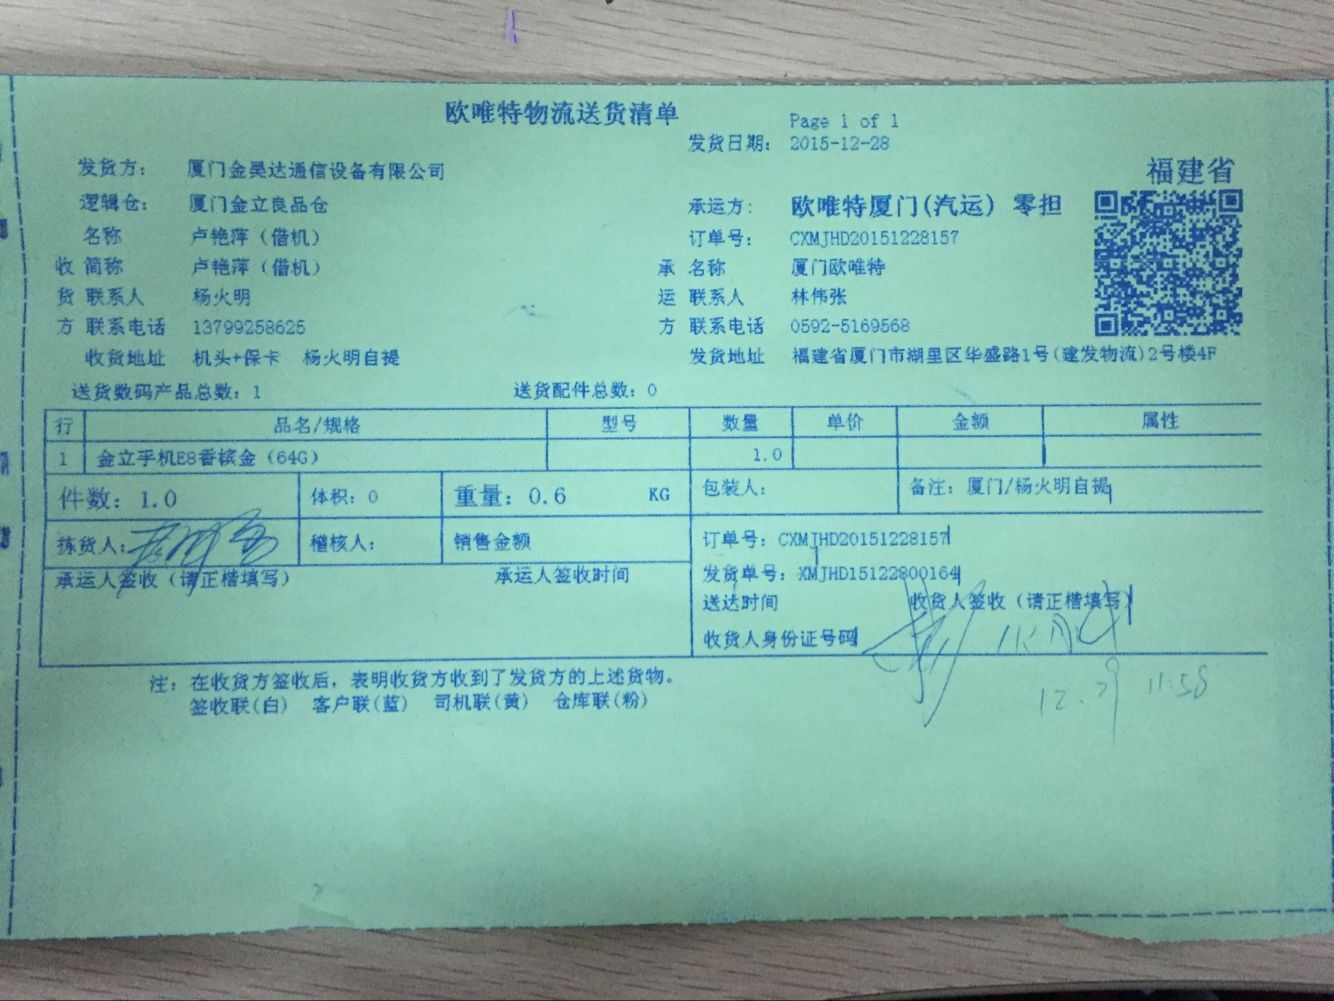 欧唯特物流送货清单
Page 1 of 1
发货日期: 2015-12-28
福建省
发货方: 厦门金昊达通信设备有限公司
逻辑仓: 厦门金立良品仓 承运方: 欧唯特厦门(汽运) 零担
名称 卢艳萍 (借机) 订单号: CXMJHD20151228157
收 简称 卢艳萍 (借机) 承 名称 厦门欧唯特
货 联系人 杨火明 运 联系人 林伟张
方 联系电话 13799258625 方 联系电话 0592-5169568
收货地址 机头+保卡 杨火明自提 发货地址 福建省厦门市湖里区华盛路1号(建发物流)2号楼4F
送货数码产品总数: 1 送货配件总数: 0
行 品名/规格 型号 数量 单价 金额 属性
1 金立手机E8香槟金 (64G) 1.0
件数: 1.0 体积: 0 重量: 0.6 KG 包装人: 备注: 厦门/杨火明自提
拣货人: 稽核人: 销售金额 订单号: CXMJHD20151228157
承运人签收 (请正楷填写) 承运人签收时间 发货单号: XMJHD15122800164
送达时间 收货人签收 (请正楷填写)
收货人身份证号码 杨火明
12.29 11:58
注: 在收货方签收后, 表明收货方收到了发货方的上述货物。
签收联(白) 客户联(蓝) 司机联(黄) 仓库联(粉)